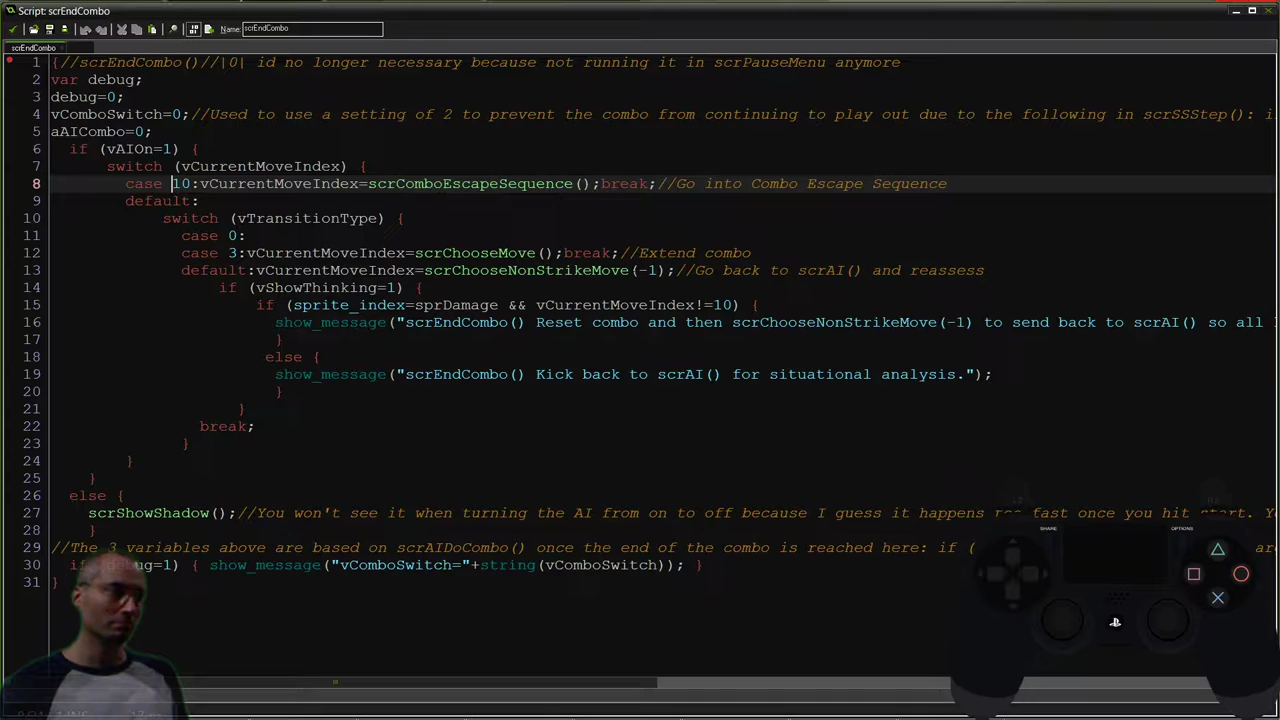 Script: scrEndCombo
Name: scrEndCombo
scrEndCombo
1 {//scrEndCombo()//|0| id no longer necessary because not running it in scrPauseMenu anymore
2 var debug;
3 debug=0;
4 vComboSwitch=0;//Used to use a setting of 2 to prevent the combo from continuing to play out due to the following in scrSSStep(): i
5 aAICombo=0;
6 if (vAIOn=1) {
7 switch (vCurrentMoveIndex) {
8 case 10:vCurrentMoveIndex=scrComboEscapeSequence();break;//Go into Combo Escape Sequence
9 default:
10 switch (vTransitionType) {
11 case 0:
12 case 3:vCurrentMoveIndex=scrChooseMove();break;//Extend combo
13 default:vCurrentMoveIndex=scrChooseNonStrikeMove(-1);//Go back to scrAI() and reassess
14 if (vShowThinking=1) {
15 if (sprite_index=sprDamage && vCurrentMoveIndex!=10) {
16 show_message("scrEndCombo() Reset combo and then scrChooseNonStrikeMove(-1) to send back to scrAI() so all
17 }
18 else {
19 show_message("scrEndCombo() Kick back to scrAI() for situational analysis.");
20 }
21 }
22 break;
23 }
24 }
25 }
26 else {
27 scrShowShadow();//You won't see it when turning the AI from on to off because I guess it happens too fast once you hit start.
28 }
29 //The 3 variables above are based on scrAIDoCombo() once the end of the combo is reached here: if (
30 if debug=1) { show_message("vComboSwitch="+string(vComboSwitch)); }
31 }
SHARE
OPTIONS